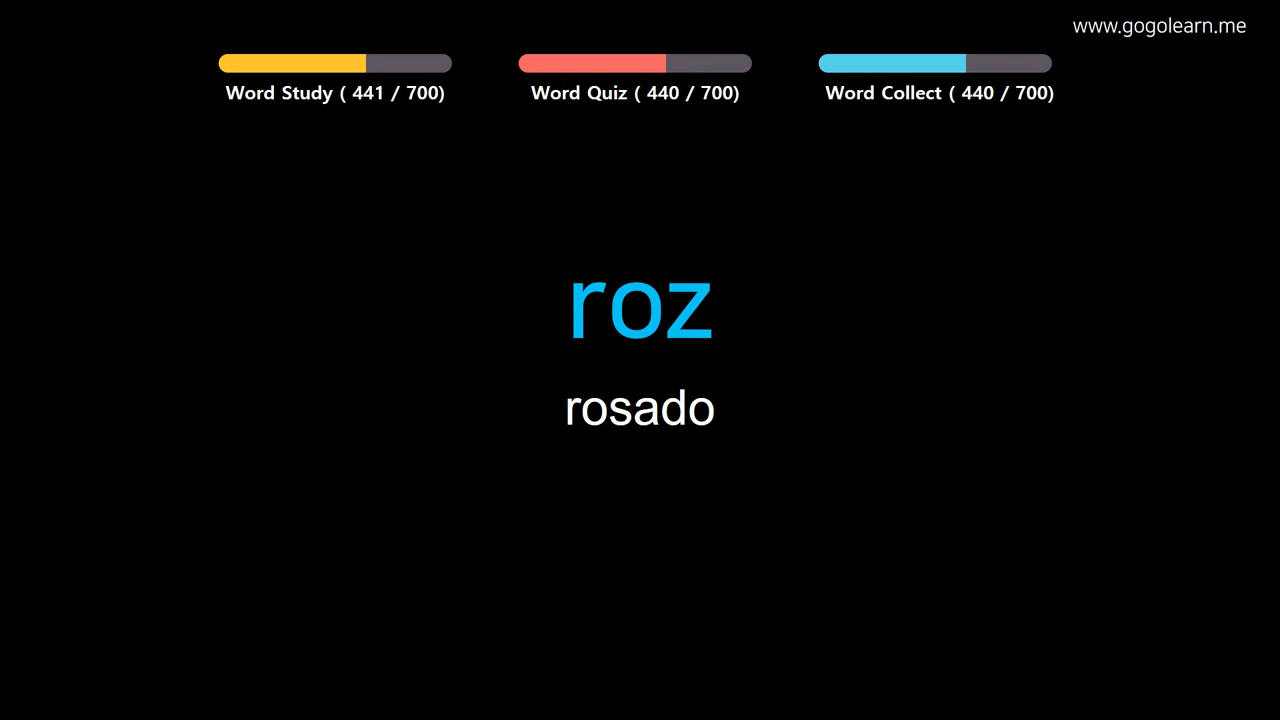 www.gogolearn.me
Word Study ( 441 / 700)
Word Quiz ( 440 / 700)
Word Collect ( 440 / 700)
roz
rosado